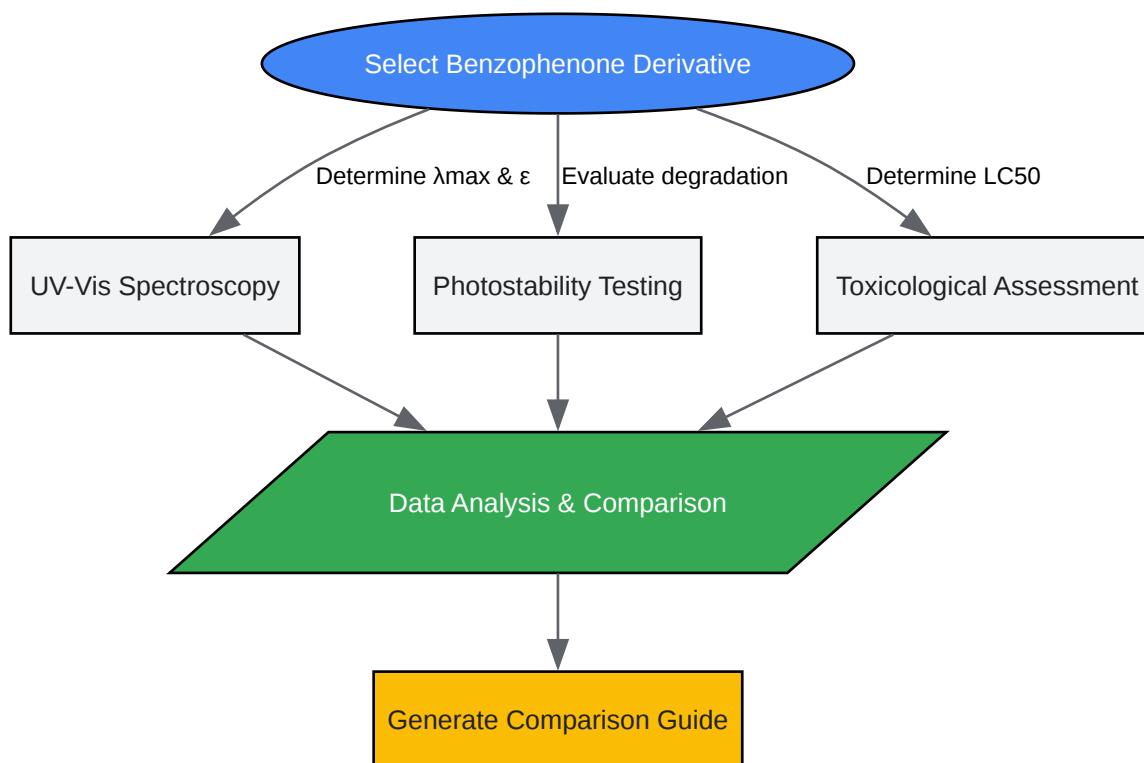 Select Benzophenone Derivative
Determine λmax & ε
Evaluate degradation
Determine LC50
UV-Vis Spectroscopy
Photostability Testing
Toxicological Assessment
Data Analysis & Comparison
Generate Comparison Guide